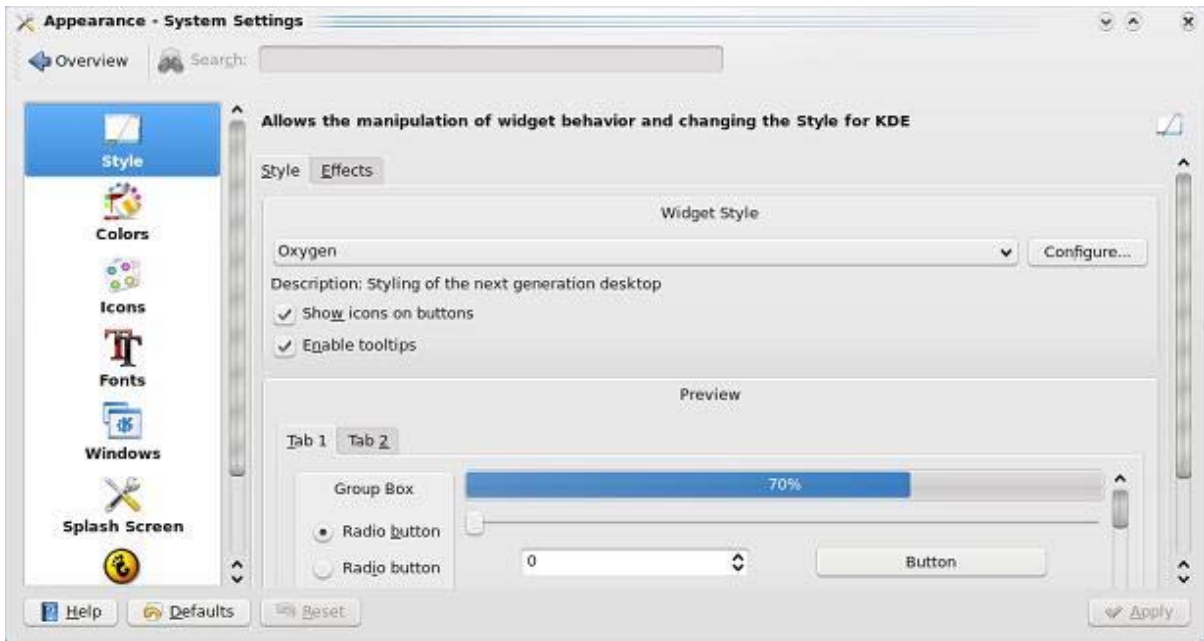 Appearance - System Settings
Overview
Search:
Style
Colors
Icons
Fonts
Windows
Splash Screen
Allows the manipulation of widget behavior and changing the Style for KDE
Style Effects
Widget Style
Oxygen
Configure...
Description: Styling of the next generation desktop
Show icons on buttons
Enable tooltips
Preview
Tab 1 Tab 2
Group Box
Radio button
Radio button
70%
0
Button
Help Defaults Reset Apply